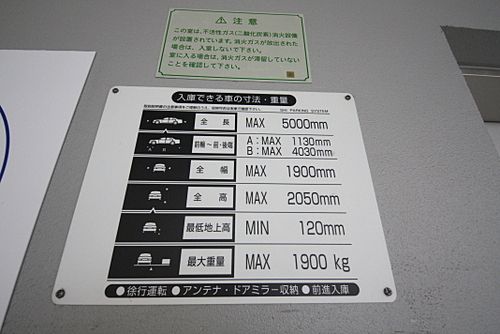 ⚠ 注意
この室は、不活性ガス(二酸化炭素)消火設備
が設置されています。消火ガスが放出された
場合は、入室しないで下さい。
室に入る場合は、消火ガスが滞留していない
ことを確認して下さい。
入庫できる車の寸法・重量
SHI PARKING SYSTEM
全長 MAX 5000mm
A:MAX 1130mm
B:MAX 4030mm
全幅 MAX 1900mm
全高 MAX 2050mm
最低地上高 MIN 120mm
最大重量 MAX 1900 kg
●徐行運転 ●アンテナ・ドアミラー収納 ●前進入庫